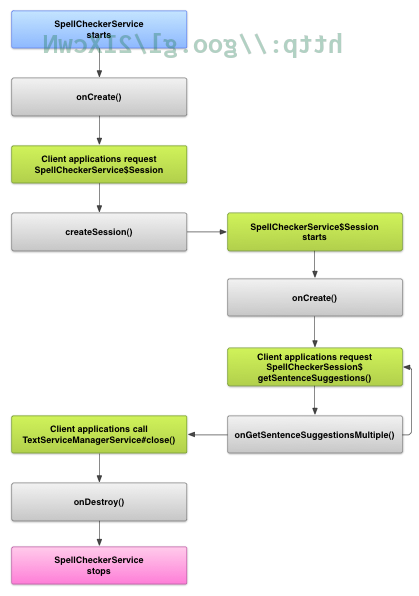 SpellCheckerService
starts
http://goo.gl/2IXcwN
onCreate()
Client applications request
SpellCheckerService$Session
createSession()
SpellCheckerService$Session
starts
onCreate()
Client applications request
SpellCheckerSession$
getSentenceSuggestions()
onGetSentenceSuggestionsMultiple()
Client applications call
TextServiceManagerService#close()
onDestroy()
SpellCheckerService
stops